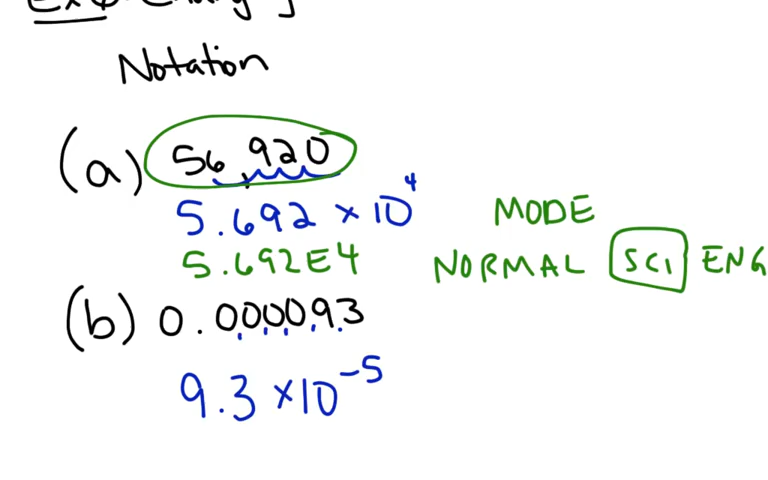 Notation
(a) 56,920
5.692 × 10⁴
MODE
5.692E4
NORMAL SCI ENG
(b) 0.000093
9.3 × 10⁻⁵